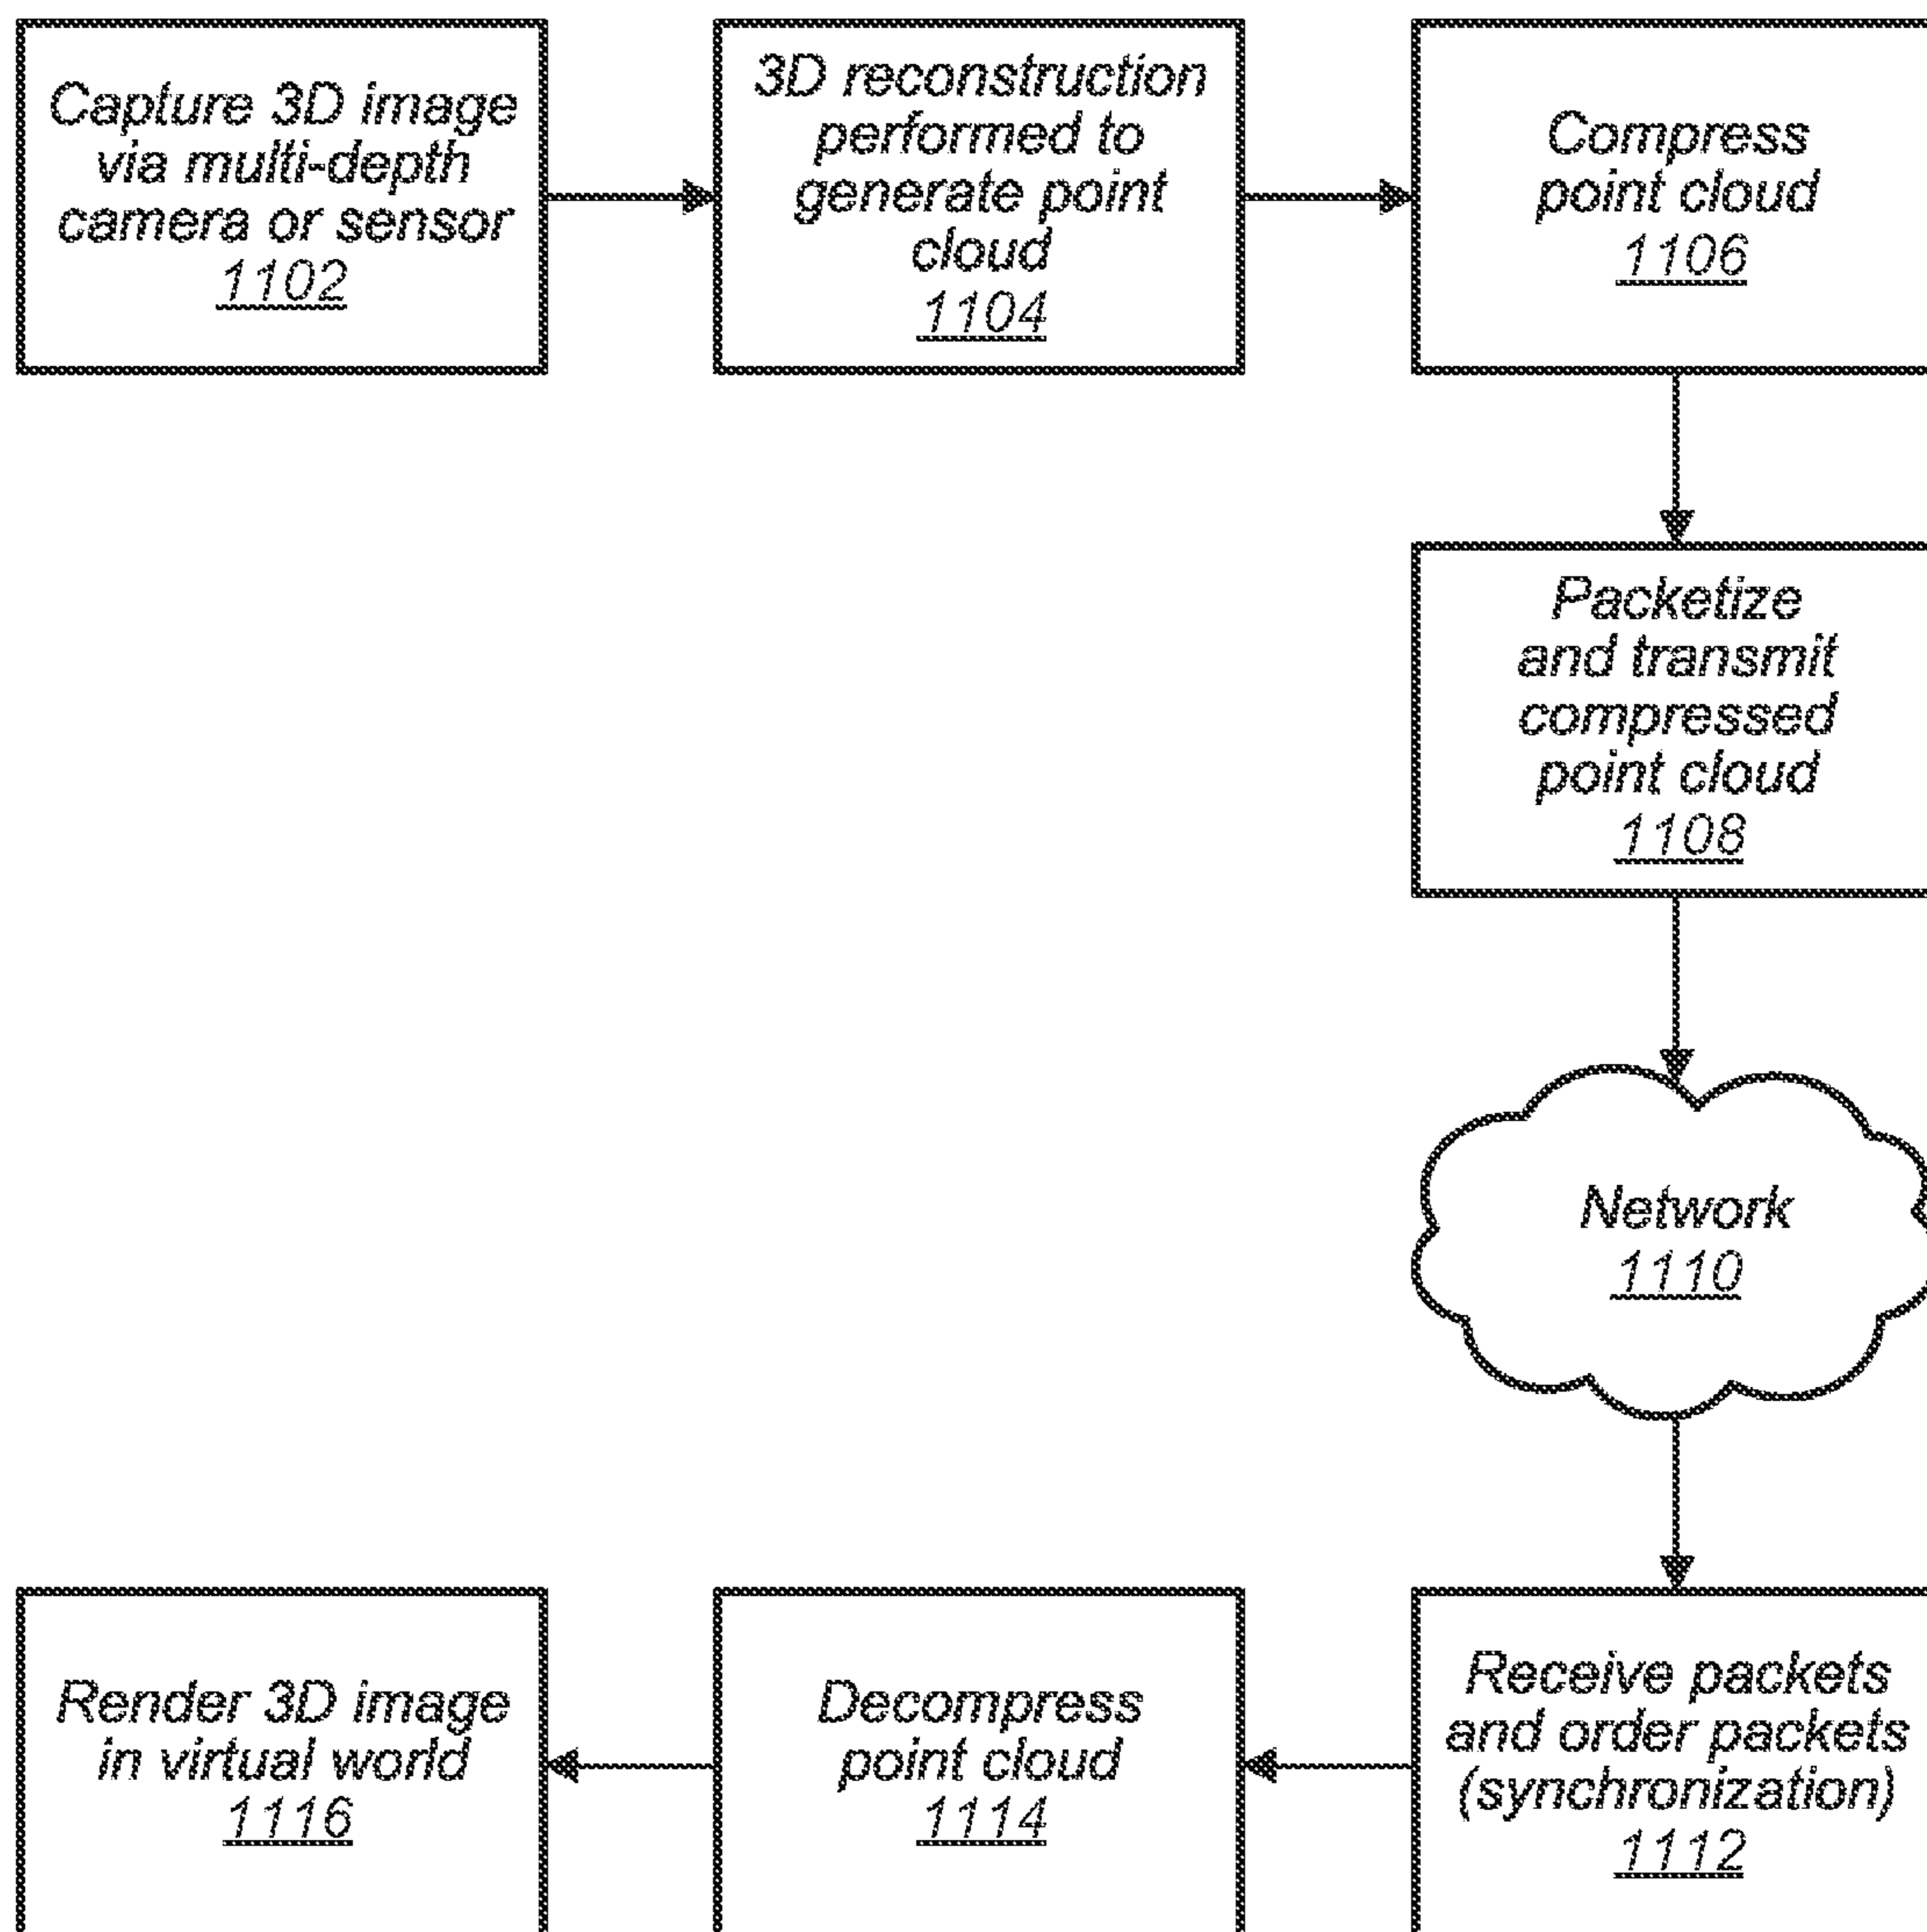 Capture 3D image
via multi-depth
camera or sensor
1102
3D reconstruction
performed to
generate point
cloud
1104
Compress
point cloud
1106
Packetize
and transmit
compressed
point cloud
1108
Network
1110
Receive packets
and order packets
(synchronization)
1112
Decompress
point cloud
1114
Render 3D image
in virtual world
1116